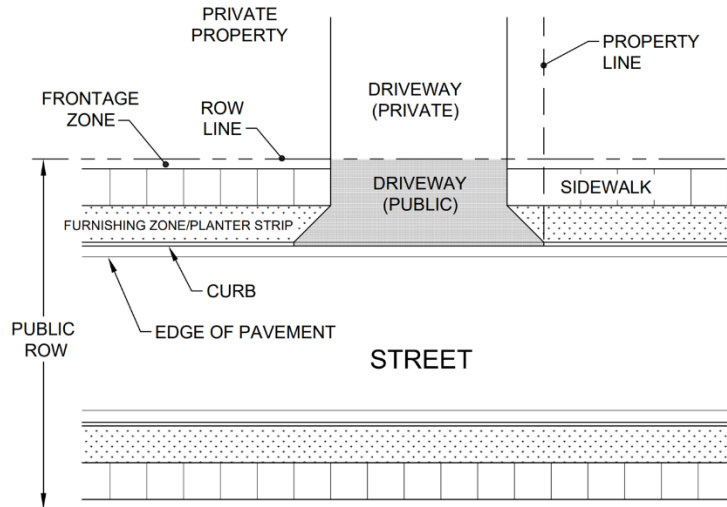 PRIVATE
PROPERTY
PROPERTY
LINE
DRIVEWAY
(PRIVATE)
FRONTAGE
ZONE
ROW
LINE
DRIVEWAY
(PUBLIC)
SIDEWALK
FURNISHING ZONE/PLANTER STRIP
CURB
EDGE OF PAVEMENT
PUBLIC
ROW
STREET